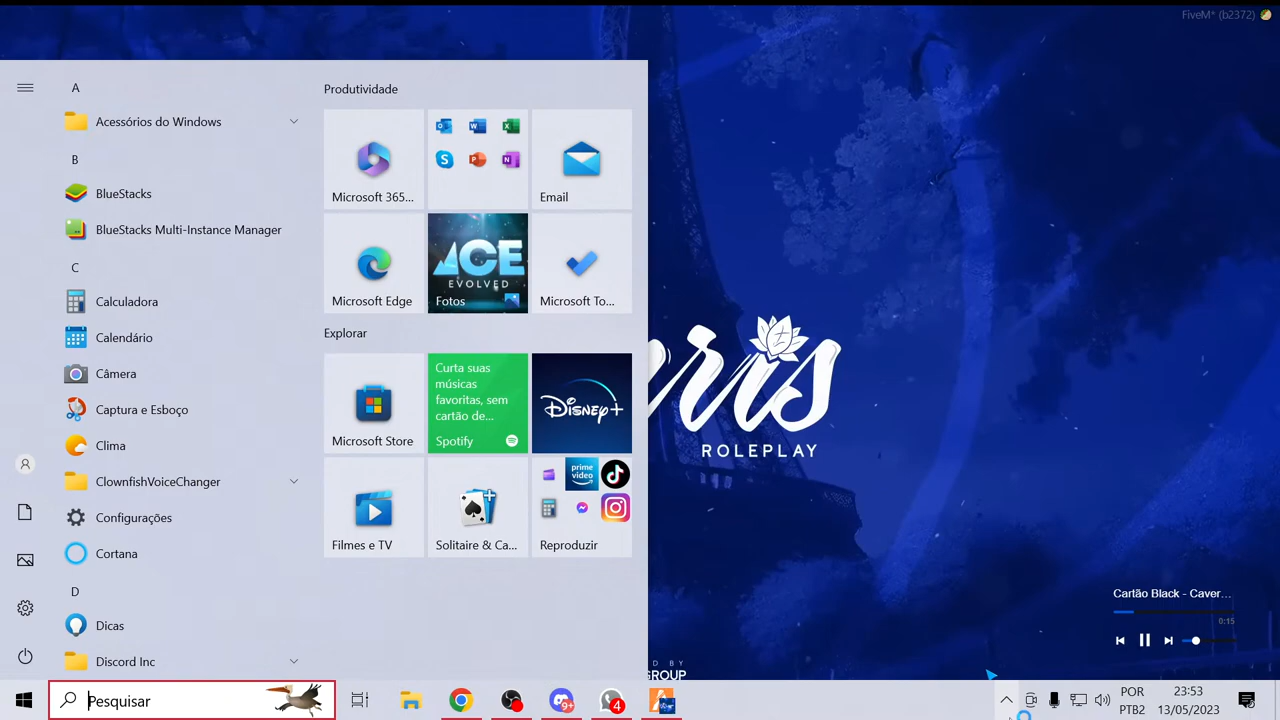 FiveM* (b2372)
A
Acessórios do Windows
B
BlueStacks
BlueStacks Multi-Instance Manager
C
Calculadora
Calendário
Câmera
Captura e Esboço
Clima
ClownfishVoiceChanger
Configurações
Cortana
D
Dicas
Discord Inc
Produtividade
Microsoft 365...
Email
Microsoft Edge
ACE
EVOLVED
Fotos
Microsoft To...
Explorar
Microsoft Store
Curta suas
músicas
favoritas, sem
cartão de...
Spotify
Disney+
Filmes e TV
Solitaire & Ca...
prime
video
Reproduzir
ROLEPLAY
D BY
GROUP
Cartão Black - Caver...
0:15
Pesquisar
9+
4
POR
PTB2
23:53
13/05/2023